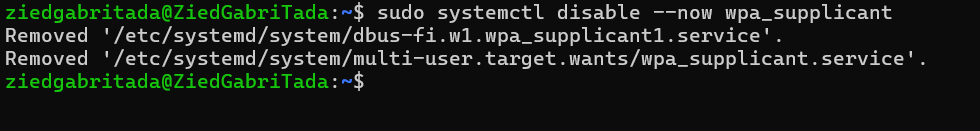 ziedgabritada@ZiedGabriTada:~$ sudo systemctl disable --now wpa_supplicant
Removed '/etc/systemd/system/dbus-fi.w1.wpa_supplicant1.service'.
Removed '/etc/systemd/system/multi-user.target.wants/wpa_supplicant.service'.
ziedgabritada@ZiedGabriTada:~$